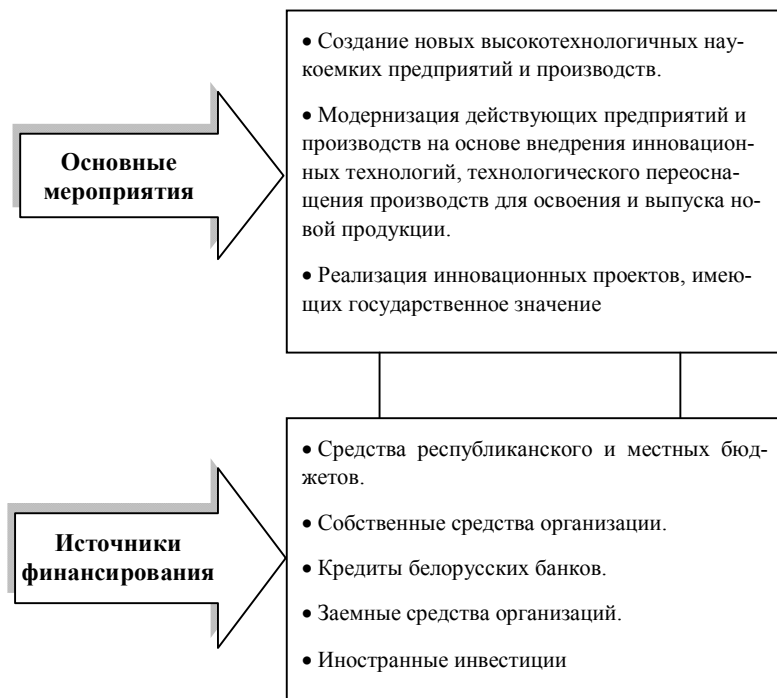 Основные
мероприятия
• Создание новых высокотехнологичных нау-
коемких предприятий и производств.
• Модернизация действующих предприятий и
производств на основе внедрения инновацион-
ных технологий, технологического переосна-
щения производств для освоения и выпуска но-
вой продукции.
• Реализация инновационных проектов, имею-
щих государственное значение
Источники
финансирования
• Средства республиканского и местных бюд-
жетов.
• Собственные средства организации.
• Кредиты белорусских банков.
• Заемные средства организаций.
• Иностранные инвестиции